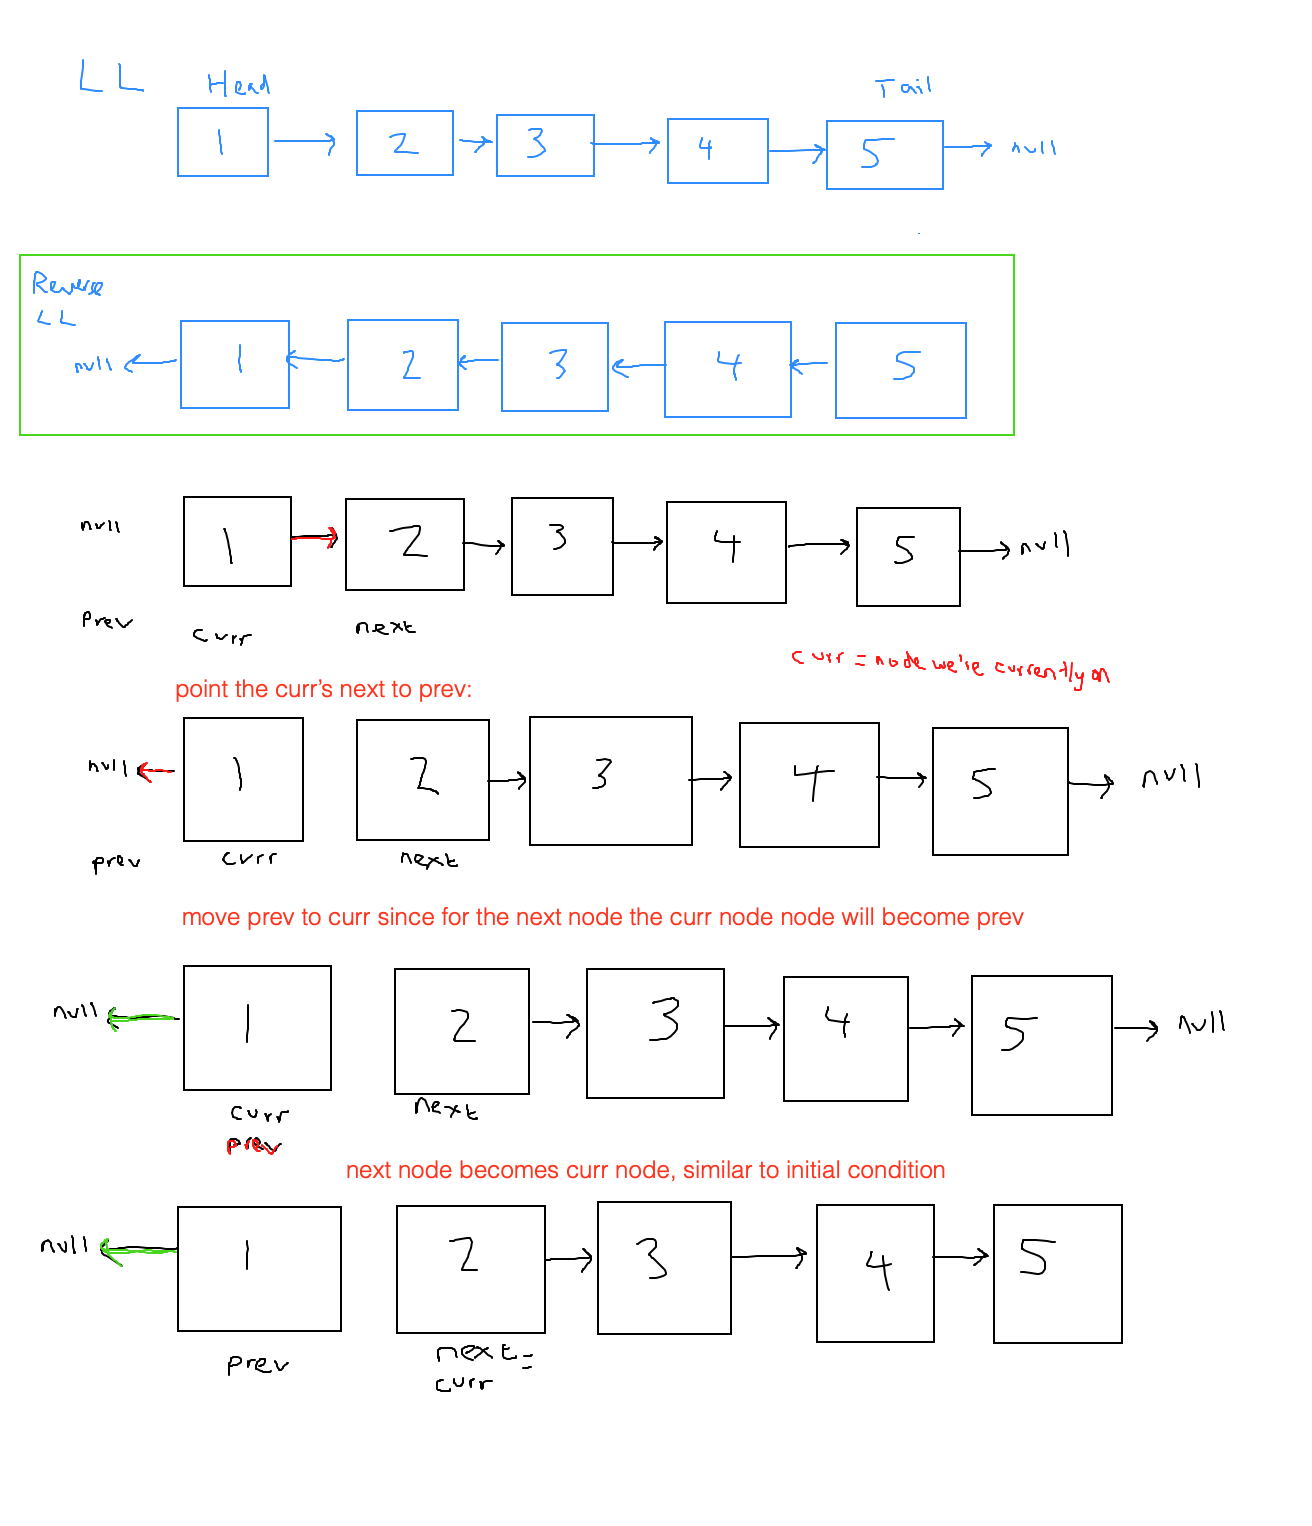 LL Head Tail
1 2 3 4 5 null
Reverse
LL
null 1 2 3 4 5
null 1 2 3 4 5 null
prev curr next
curr = node we're currently on
point the curr’s next to prev:
null 1 2 3 4 5 null
prev curr next
move prev to curr since for the next node the curr node node will become prev
null 1 2 3 4 5 null
curr next
prev
next node becomes curr node, similar to initial condition
null 1 2 3 4 5
prev next =
curr